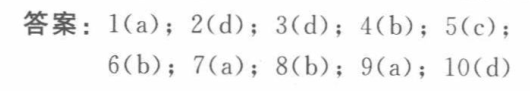 答案：1(a)；2(d)；3(d)；4(b)；5(c)；
6(b)；7(a)；8(b)；9(a)；10(d)